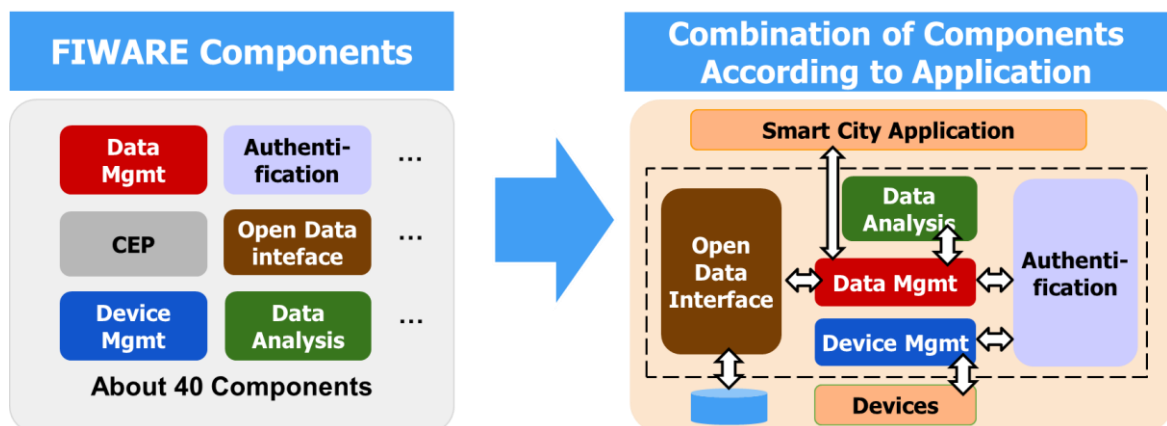 FIWARE Components
Data
Mgmt
Authenti-
fication
...
CEP
Open Data
inteface
...
Device
Mgmt
Data
Analysis
...
About 40 Components
Combination of Components
According to Application
Smart City Application
Open
Data
Interface
Data
Analysis
Data Mgmt
Device Mgmt
Authenti-
fication
Devices